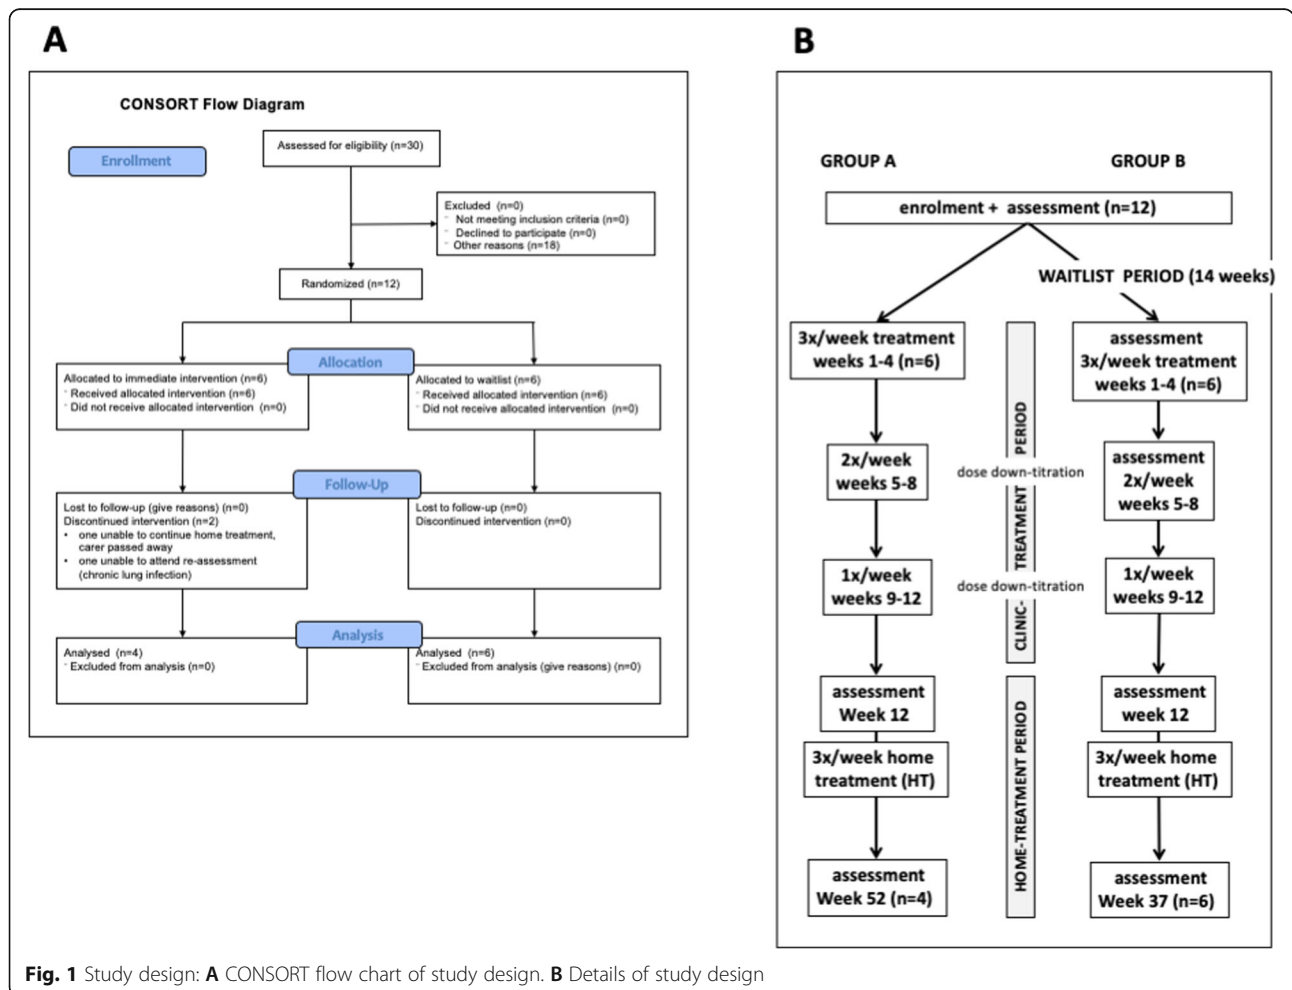 A
CONSORT Flow Diagram
Enrollment
Assessed for eligibility (n=30)
Excluded (n=0)
¨ Not meeting inclusion criteria (n=0)
¨ Declined to participate (n=0)
¨ Other reasons (n=18)
Randomized (n=12)
Allocation
Allocated to immediate intervention (n=6)
¨ Received allocated intervention (n=6)
¨ Did not receive allocated intervention (n=0)
Allocated to waitlist (n=6)
¨ Received allocated intervention (n=6)
¨ Did not receive allocated intervention (n=0)
Follow-Up
Lost to follow-up (give reasons) (n=0)
Discontinued intervention (n=2)
• one unable to continue home treatment,
carer passed away
• one unable to attend re-assessment
(chronic lung infection)
Lost to follow-up (n=0)
Discontinued intervention (n=0)
Analysis
Analysed (n=4)
¨ Excluded from analysis (n=0)
Analysed (n=6)
¨ Excluded from analysis (give reasons) (n=0)
B
GROUP A
GROUP B
enrolment + assessment (n=12)
WAITLIST PERIOD (14 weeks)
3x/week treatment
weeks 1-4 (n=6)
assessment
3x/week treatment
weeks 1-4 (n=6)
CLINIC-TREATMENT PERIOD
2x/week
weeks 5-8
dose down-titration
assessment
2x/week
weeks 5-8
1x/week
weeks 9-12
dose down-titration
1x/week
weeks 9-12
assessment
Week 12
assessment
week 12
HOME-TREATMENT PERIOD
3x/week home
treatment (HT)
3x/week home
treatment (HT)
assessment
Week 52 (n=4)
assessment
Week 37 (n=6)
Fig. 1 Study design: A CONSORT flow chart of study design. B Details of study design